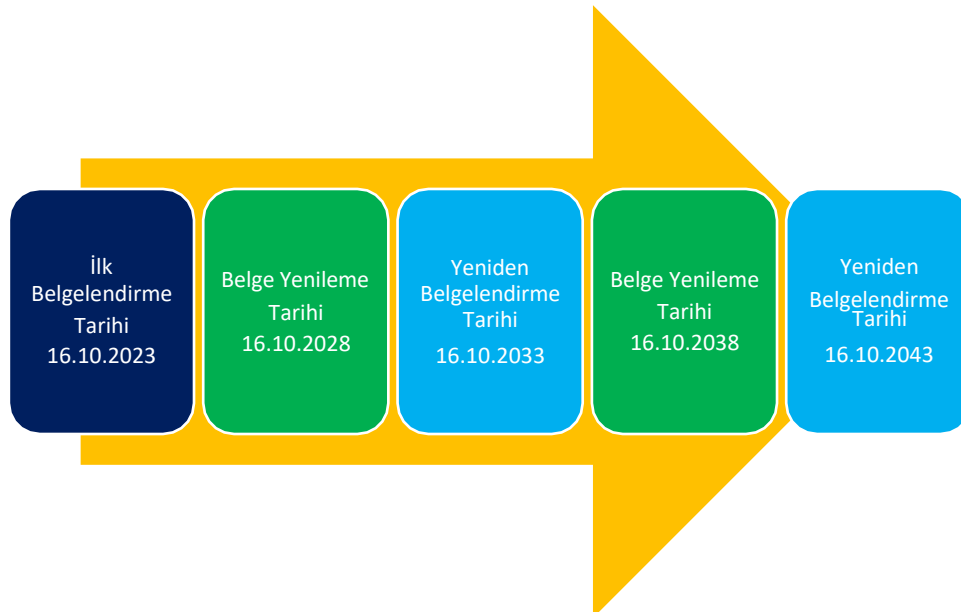 İlk
Belgelendirme
Tarihi
16.10.2023
Belge Yenileme
Tarihi
16.10.2028
Yeniden
Belgelendirme
Tarihi
16.10.2033
Belge Yenileme
Tarihi
16.10.2038
Yeniden
Belgelendirme
Tarihi
16.10.2043